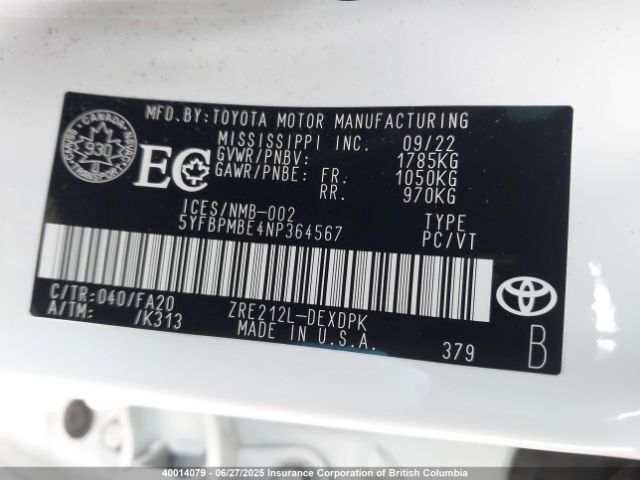 MFD.BY:TOYOTA MOTOR MANUFACTURING
MISSISSIPPI INC. 09/22
GVWR/PNBV: 1785KG
GAWR/PNBE: FR. 1050KG
RR. 970KG
CANADA
930
TRANSPORT
EC
ICES/NMB-002
5YFBPMBE4NP364567
TYPE
PC/VT
C/TR:040/FA20
A/TM: /K313
ZRE212L-DEXDPK
MADE IN U.S.A.
379
B
40014079 - 06/27/2025 Insurance Corporation of British Columbia